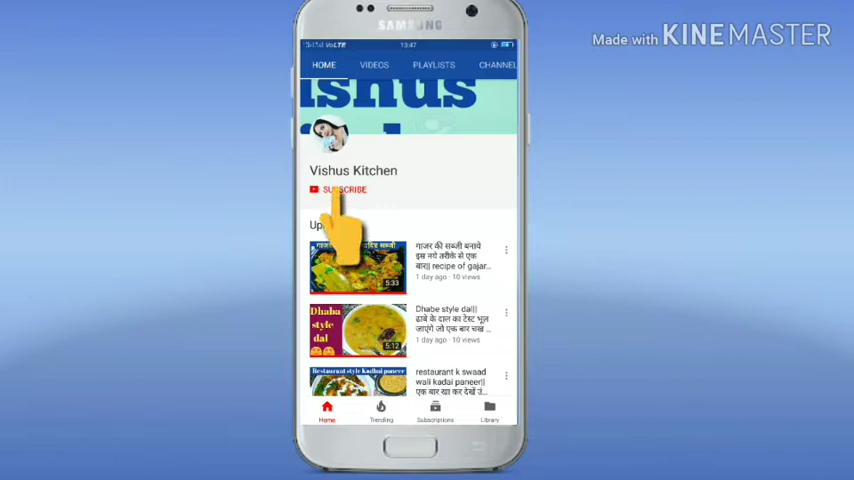 Made with KINEMASTER
SAMSUNG
VoLTE
13:47
HOME
VIDEOS
PLAYLISTS
CHANNEL
Vishus Kitchen
SUBSCRIBE
5:33
गाजर की सब्जी बनाये
इस नये तरीके से एक
बार|| recipe of gajar...
1 day ago · 10 views
Dhaba
style
dal
5:12
Dhabe style dal||
ढाबे के दाल का टेस्ट भूल
जाएंगे जो एक बार चख ...
1 day ago · 10 views
Restaurant style Kadhai paneer
restaurant k swaad
wali kadai paneer||
एक बार खा कर देखें उं...
Home
Trending
Subscriptions
Library